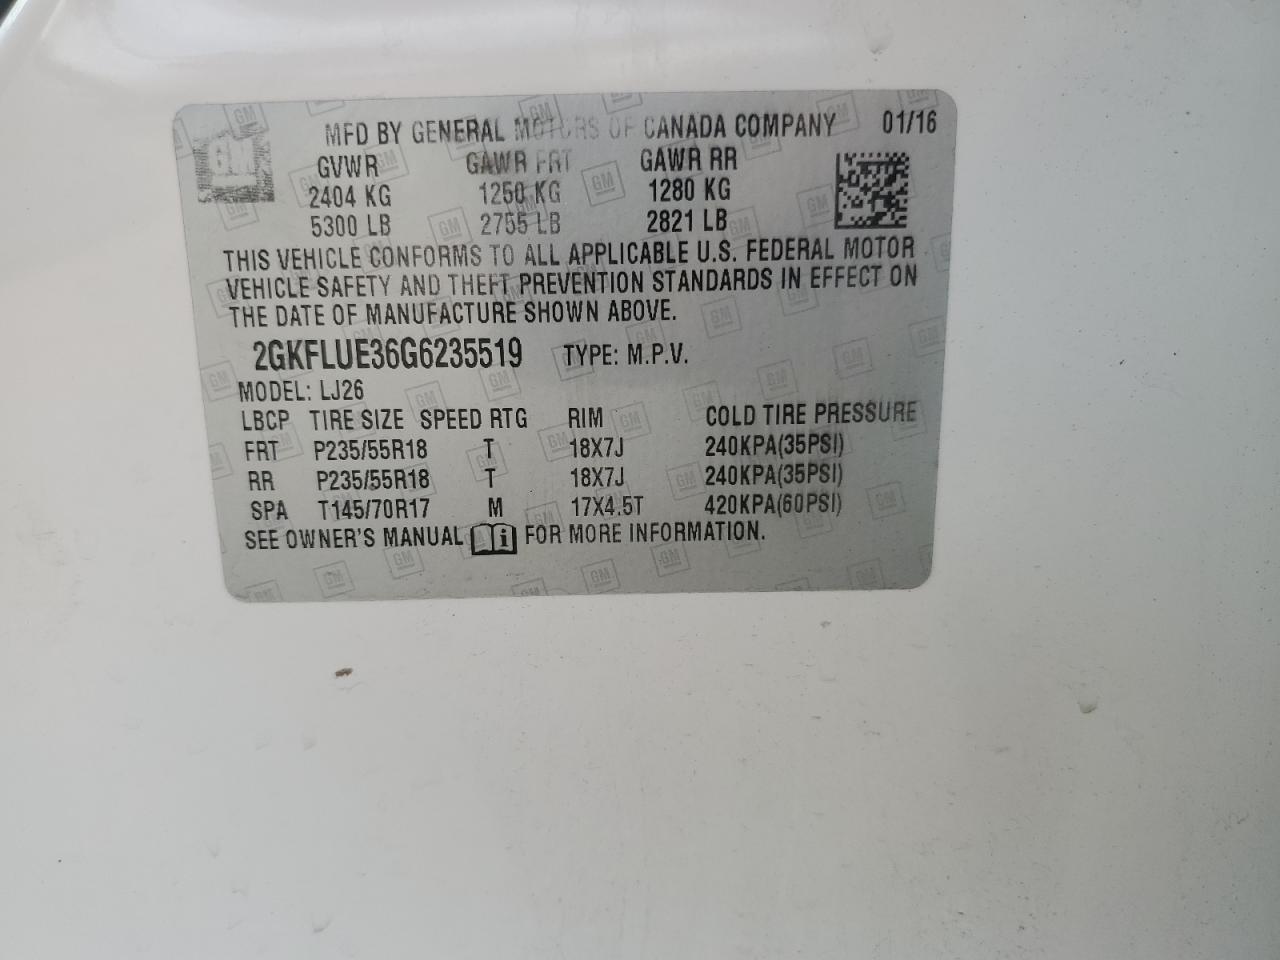 MFD BY GENERAL MOTORS OF CANADA COMPANY 01/16
GM
GVWR GAWR FRT GAWR RR
2404 KG 1250 KG 1280 KG
5300 LB 2755 LB 2821 LB
THIS VEHICLE CONFORMS TO ALL APPLICABLE U.S. FEDERAL MOTOR
VEHICLE SAFETY AND THEFT PREVENTION STANDARDS IN EFFECT ON
THE DATE OF MANUFACTURE SHOWN ABOVE.
2GKFLUE36G6235519 TYPE: M.P.V.
MODEL: LJ26
LBCP TIRE SIZE SPEED RTG RIM COLD TIRE PRESSURE
FRT P235/55R18 T 18X7J 240KPA(35PSI)
RR P235/55R18 T 18X7J 240KPA(35PSI)
SPA T145/70R17 M 17X4.5T 420KPA(60PSI)
SEE OWNER'S MANUAL i FOR MORE INFORMATION.